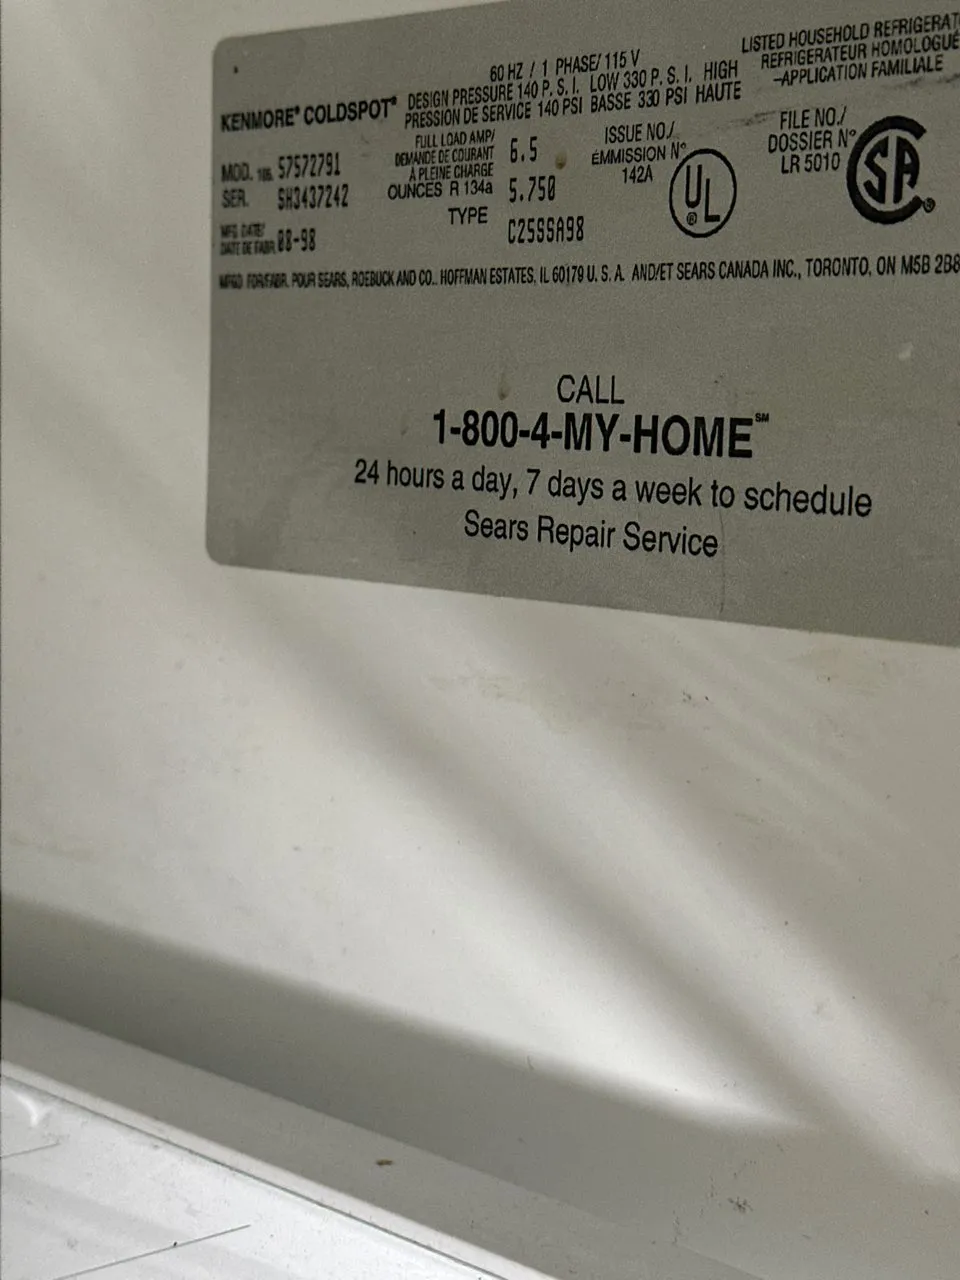 60 HZ / 1 PHASE/ 115 V
LISTED HOUSEHOLD REFRIGERAT
KENMORE® COLDSPOT®
DESIGN PRESSURE 140 P. S. I. LOW 330 P. S. I. HIGH
REFRIGERATEUR HOMOLOGUÉ
PRESSION DE SERVICE 140 PSI BASSE 330 PSI HAUTE
-APPLICATION FAMILIALE
MOD. 106. 57572791
SER. SH3437242
MFG DATE/
DATE DE FABR. 08-98
FULL LOAD AMP/
DEMANDE DE COURANT
À PLEINE CHARGE
6.5
OUNCES R 134a 5.750
TYPE C25SSA98
ISSUE NO./
ÉMMISSION N°
142A
UL
®
FILE NO./
DOSSIER N°
LR 5010
SA
®
MFGD FOR/FABR. POUR SEARS, ROEBUCK AND CO.. HOFFMAN ESTATES, IL 60179 U. S. A. AND/ET SEARS CANADA INC., TORONTO, ON M5B 2B8
CALL
1-800-4-MY-HOME℠
24 hours a day, 7 days a week to schedule
Sears Repair Service